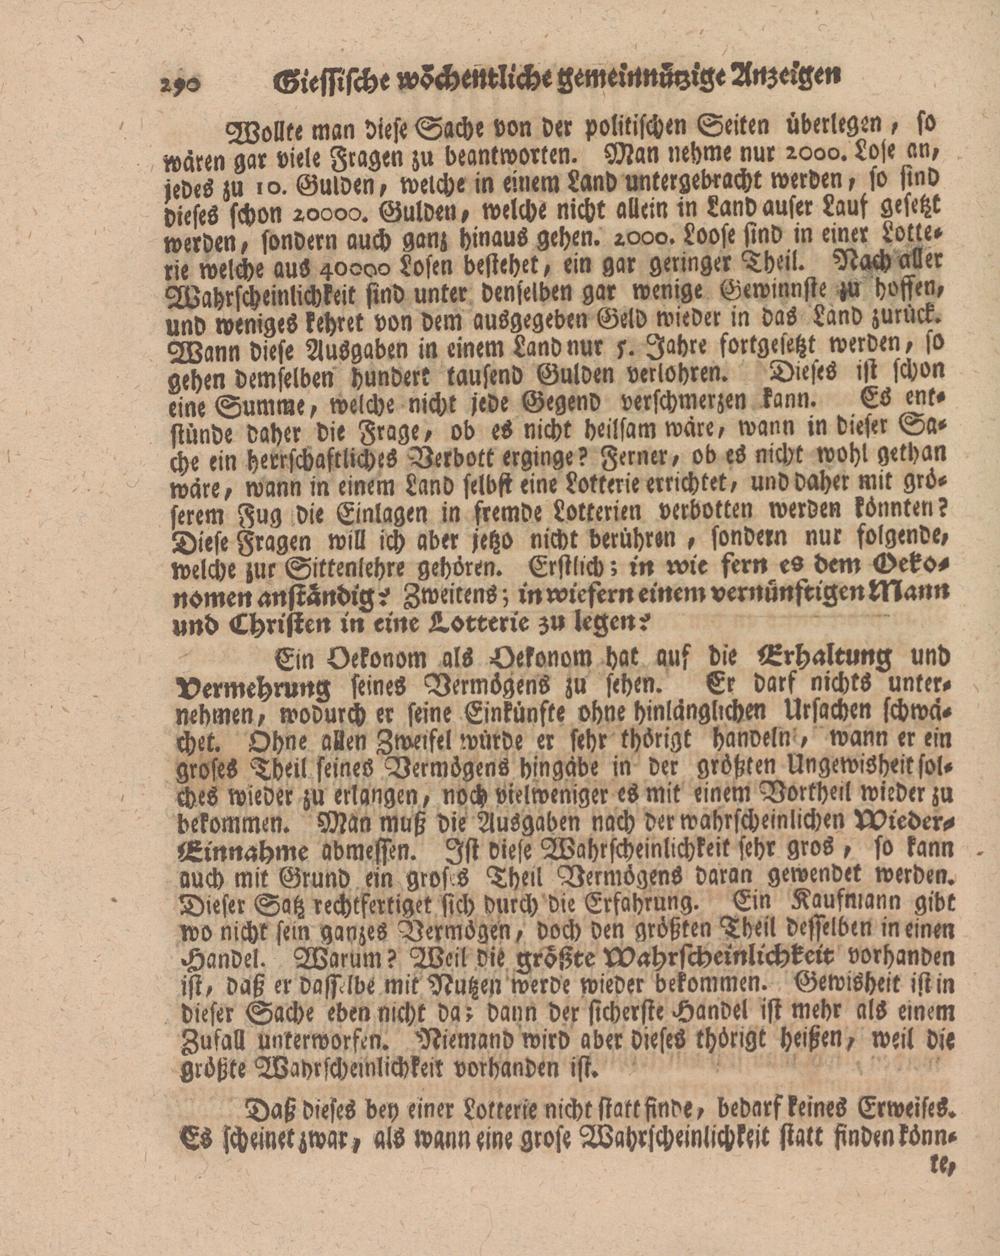 290 Giessische wöchentliche gemeinnützige Anzeigen
Wollte man diese Sache von der politischen Seiten überlegen, so
wären gar viele Fragen zu beantworten. Man nehme nur 2000. Lose an,
jedes zu 10. Gulden, welche in einem Land untergebracht werden, so sind
dieses schon 20000. Gulden, welche nicht allein in Land auser Lauf gesetzt
werden, sondern auch ganz hinaus gehen. 2000. Loose sind in einer Lotte-
rie welche aus 40000 Losen bestehet, ein gar geringer Theil. Nach aller
Wahrscheinlichkeit sind unter denselben gar wenige Gewinnste zu hoffen,
und weniges kehret von dem ausgegeben Geld wieder in das Land zurück.
Wann diese Ausgaben in einem Land nur 5. Jahre fortgesetzt werden, so
gehen demselben hundert tausend Gulden verlohren. Dieses ist schon
eine Summe, welche nicht jede Gegend verschmerzen kann. Es ent-
stünde daher die Frage, ob es nicht heilsam wäre, wann in dieser Sa-
che ein herrschaftliches Verbott erginge? Ferner, ob es nicht wohl gethan
wäre, wann in einem Land selbst eine Lotterie errichtet, und daher mit grö-
serem Fug die Einlagen in fremde Lotterien verbotten werden könnten?
Diese Fragen will ich aber jetzo nicht berühren, sondern nur folgende,
welche zur Sittenlehre gehören. Erstlich; in wie fern es dem Oeko-
nomen anständig? Zweitens; in wiefern einem vernünftigen Mann
und Christen in eine Lotterie zu legen?
Ein Oekonom als Oekonom hat auf die Erhaltung und
Vermehrung seines Vermögens zu sehen. Er darf nichts unter-
nehmen, wodurch er seine Einkünfte ohne hinlänglichen Ursachen schwä-
chet. Ohne allen Zweifel würde er sehr thörigt handeln, wann er ein
groses Theil seines Vermögens hingäbe in der größten Ungewisheit sol-
ches wieder zu erlangen, noch vielweniger es mit einem Vortheil wieder zu
bekommen. Man muß die Ausgaben nach der wahrscheinlichen Wieder-
Einnahme abmessen. Ist diese Wahrscheinlichkeit sehr gros, so kann
auch mit Grund ein groses Theil Vermögens daran gewendet werden.
Dieser Satz rechtfertiget sich durch die Erfahrung. Ein Kaufmann gibt
wo nicht sein ganzes Vermögen, doch den größten Theil desselben in einen
Handel. Warum? Weil die größte Wahrscheinlichkeit vorhanden
ist, daß er dasselbe mit Nutzen werde wieder bekommen. Gewisheit ist in
dieser Sache eben nicht da; dann der sicherste Handel ist mehr als einem
Zufall unterworfen. Niemand wird aber dieses thörigt heißen, weil die
größte Wahrscheinlichkeit vorhanden ist.
Daß dieses bey einer Lotterie nicht statt finde, bedarf keines Erweises.
Es scheinet zwar, als wann eine grose Wahrscheinlichkeit statt finden könn-
te,